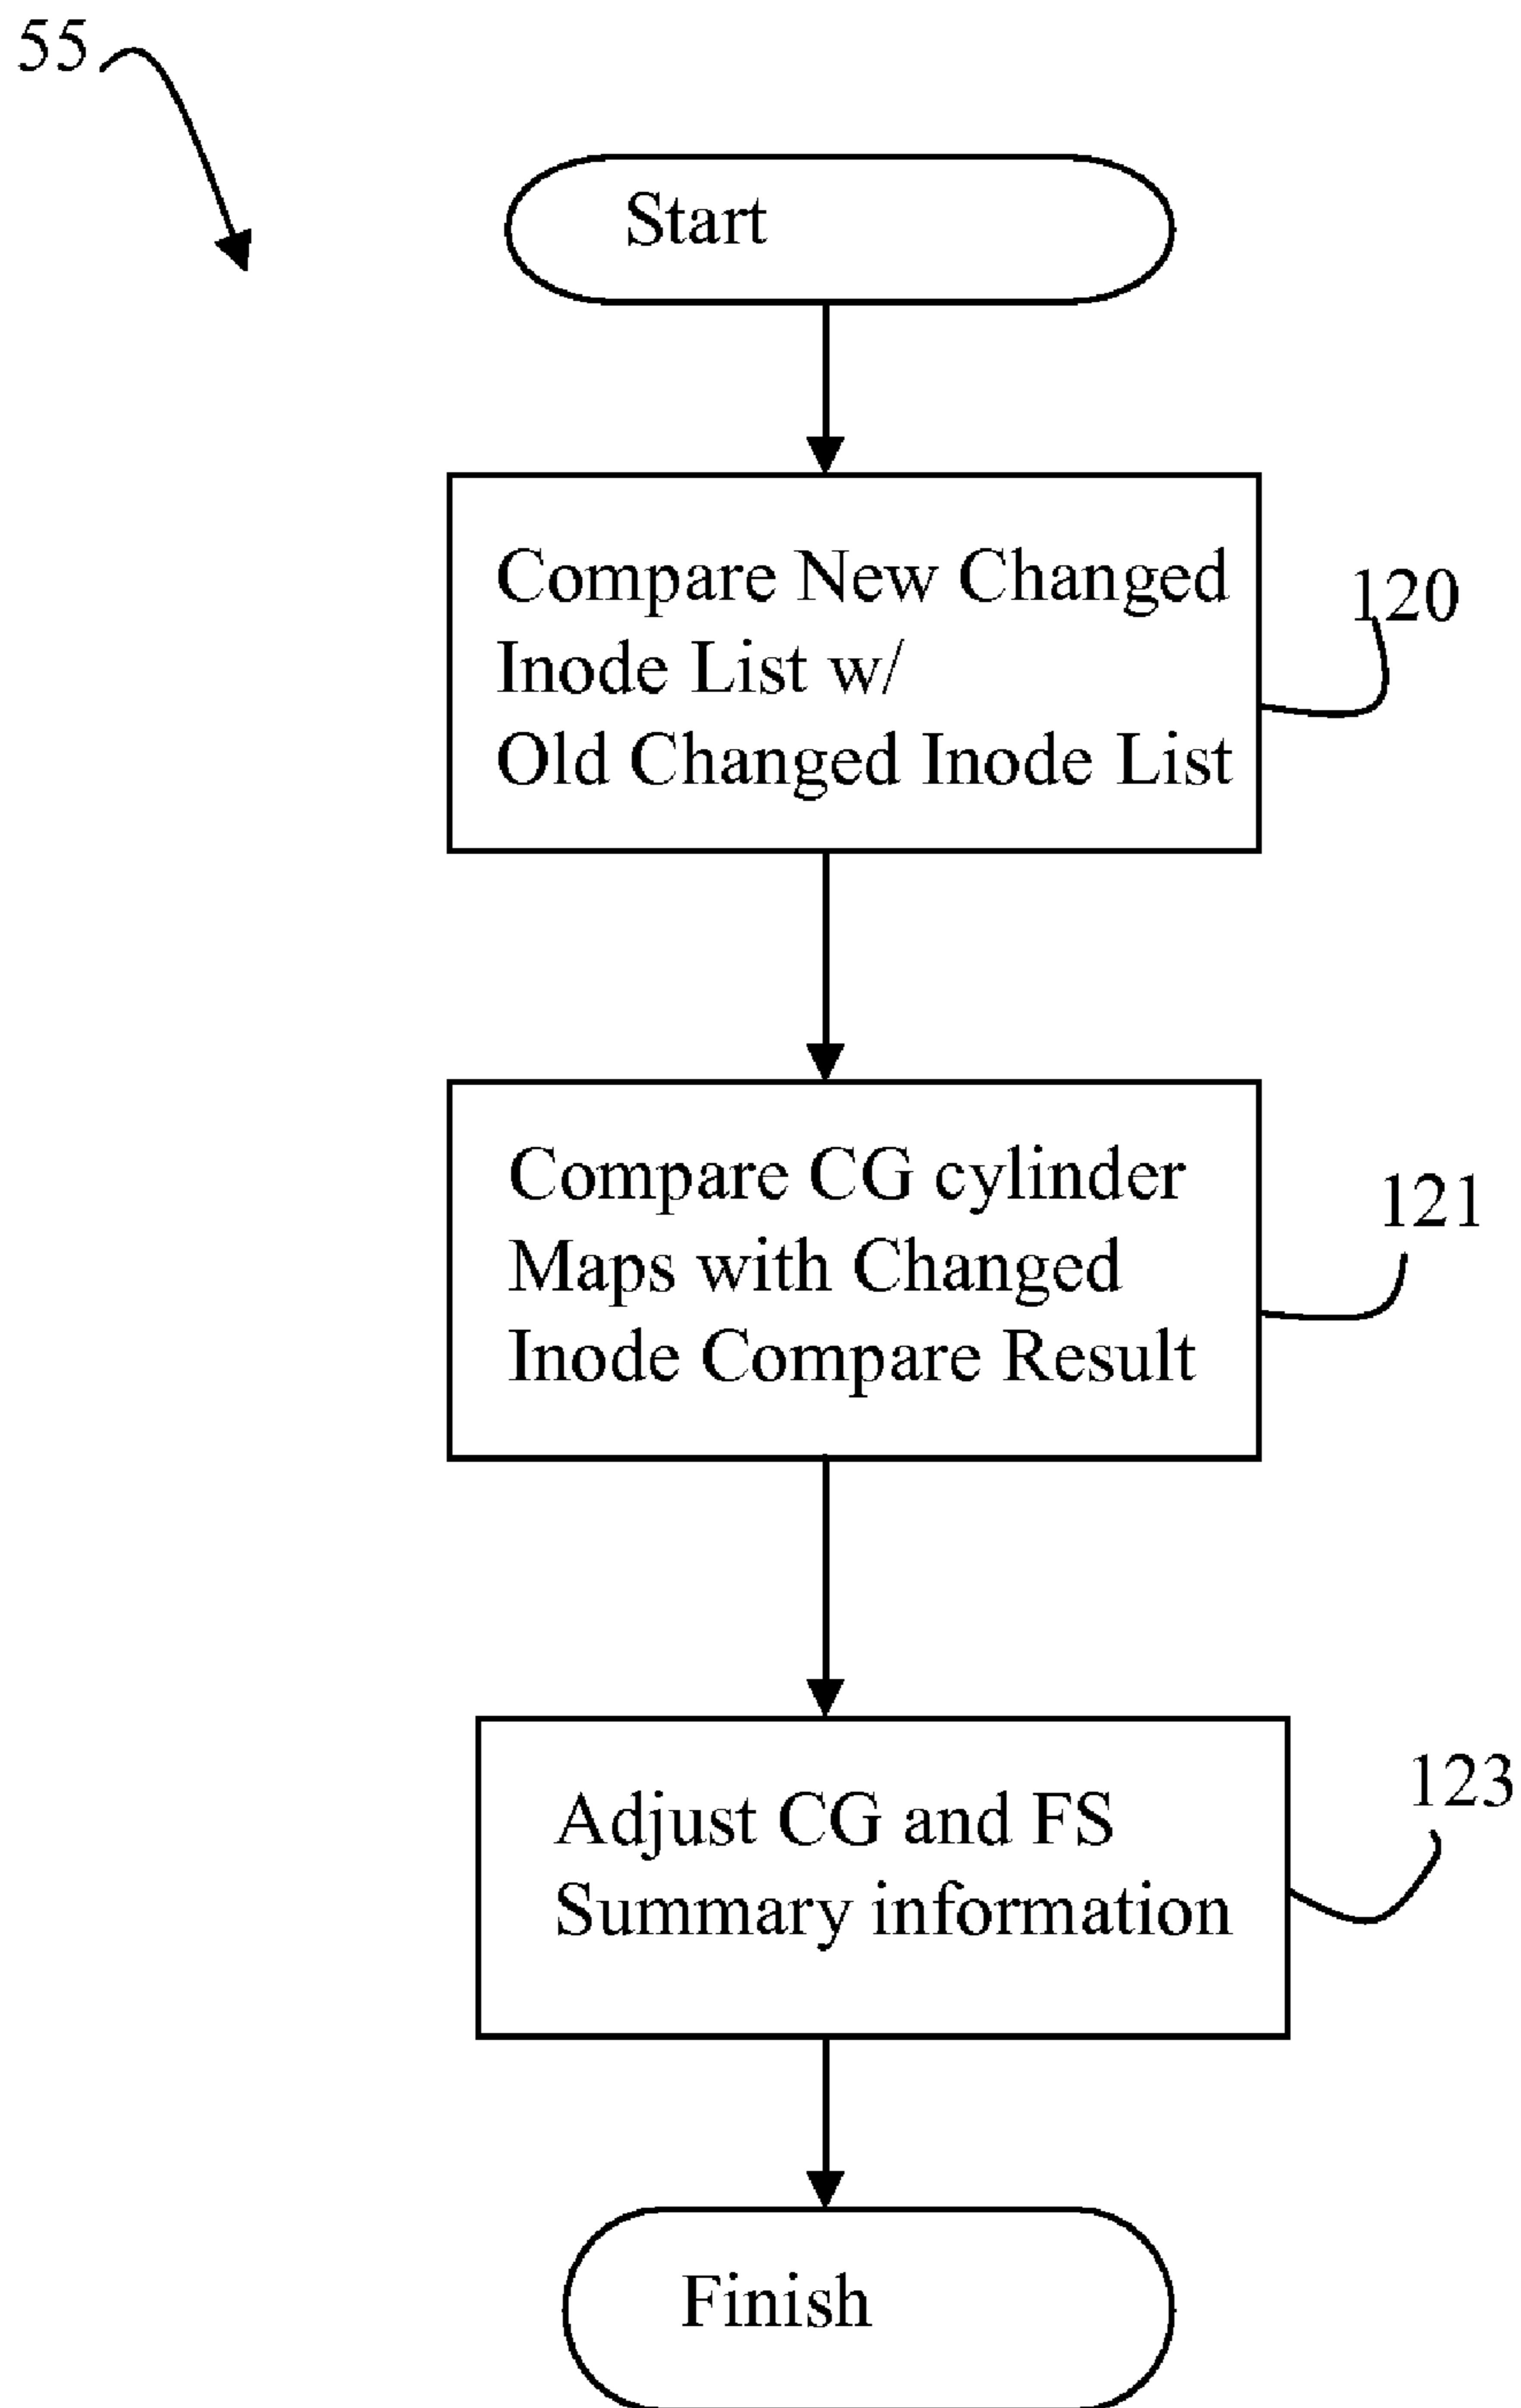 55
Start
Compare New Changed
Inode List w/
Old Changed Inode List
120
Compare CG cylinder
Maps with Changed
Inode Compare Result
121
Adjust CG and FS
Summary information
123
Finish